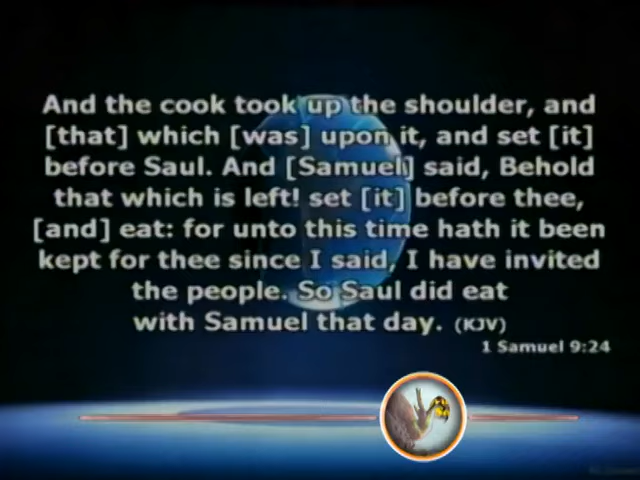 And the cook took up the shoulder, and
[that] which [was] upon it, and set [it]
before Saul. And [Samuel] said, Behold
that which is left! set [it] before thee,
[and] eat: for unto this time hath it been
kept for thee since I said, I have invited
the people. So Saul did eat
with Samuel that day. (KJV)
1 Samuel 9:24